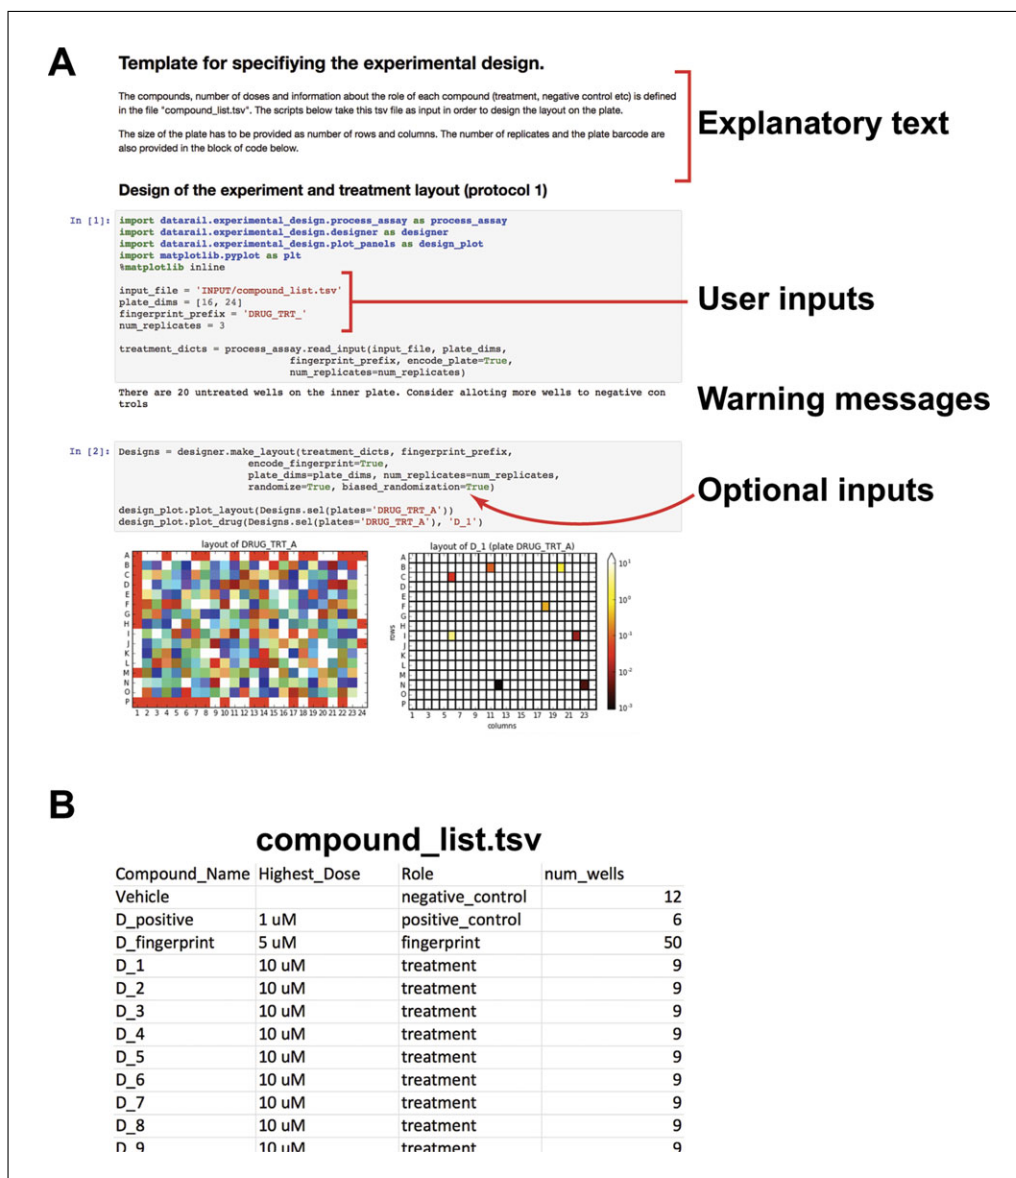 A
Template for specifiying the experimental design.
The compounds, number of doses and information about the role of each compound (treatment, negative control etc) is defined
in the file "compound_list.tsv". The scripts below take this tsv file as input in order to design the layout on the plate.
The size of the plate has to be provided as number of rows and columns. The number of replicates and the plate barcode are
also provided in the block of code below.
Explanatory text
Design of the experiment and treatment layout (protocol 1)
In [1]: import datarail.experimental_design.process_assay as process_assay
import datarail.experimental_design.designer as designer
import datarail.experimental_design.plot_panels as design_plot
import matplotlib.pyplot as plt
%matplotlib inline
input_file = 'INPUT/compound_list.tsv'
plate_dims = [16, 24]
fingerprint_prefix = 'DRUG_TRT_'
num_replicates = 3
User inputs
treatment_dicts = process_assay.read_input(input_file, plate_dims,
fingerprint_prefix, encode_plate=True,
num_replicates=num_replicates)
There are 20 untreated wells on the inner plate. Consider alloting more wells to negative con
trols
Warning messages
In [2]: Designs = designer.make_layout(treatment_dicts, fingerprint_prefix,
encode_fingerprint=True,
plate_dims=plate_dims, num_replicates=num_replicates,
randomize=True, biased_randomization=True)
Optional inputs
design_plot.plot_layout(Designs.sel(plates='DRUG_TRT_A'))
design_plot.plot_drug(Designs.sel(plates='DRUG_TRT_A'), 'D_1')
layout of DRUG_TRT_A
A
B
C
D
E
F
G
H
I
J
K
L
M
N
O
P
1 2 3 4 5 6 7 8 9 10 11 12 13 14 15 16 17 18 19 20 21 22 23 24
layout of D_1 (plate DRUG_TRT_A)
rows
A
B
C
D
E
F
G
H
I
J
K
L
M
N
O
P
1 3 5 7 9 11 13 15 17 19 21 23
columns
10^1
10^0
10^-1
10^-2
10^-3
B
compound_list.tsv
Compound_Name Highest_Dose Role num_wells
Vehicle negative_control 12
D_positive 1 uM positive_control 6
D_fingerprint 5 uM fingerprint 50
D_1 10 uM treatment 9
D_2 10 uM treatment 9
D_3 10 uM treatment 9
D_4 10 uM treatment 9
D_5 10 uM treatment 9
D_6 10 uM treatment 9
D_7 10 uM treatment 9
D_8 10 uM treatment 9
D_9 10 uM treatment 9